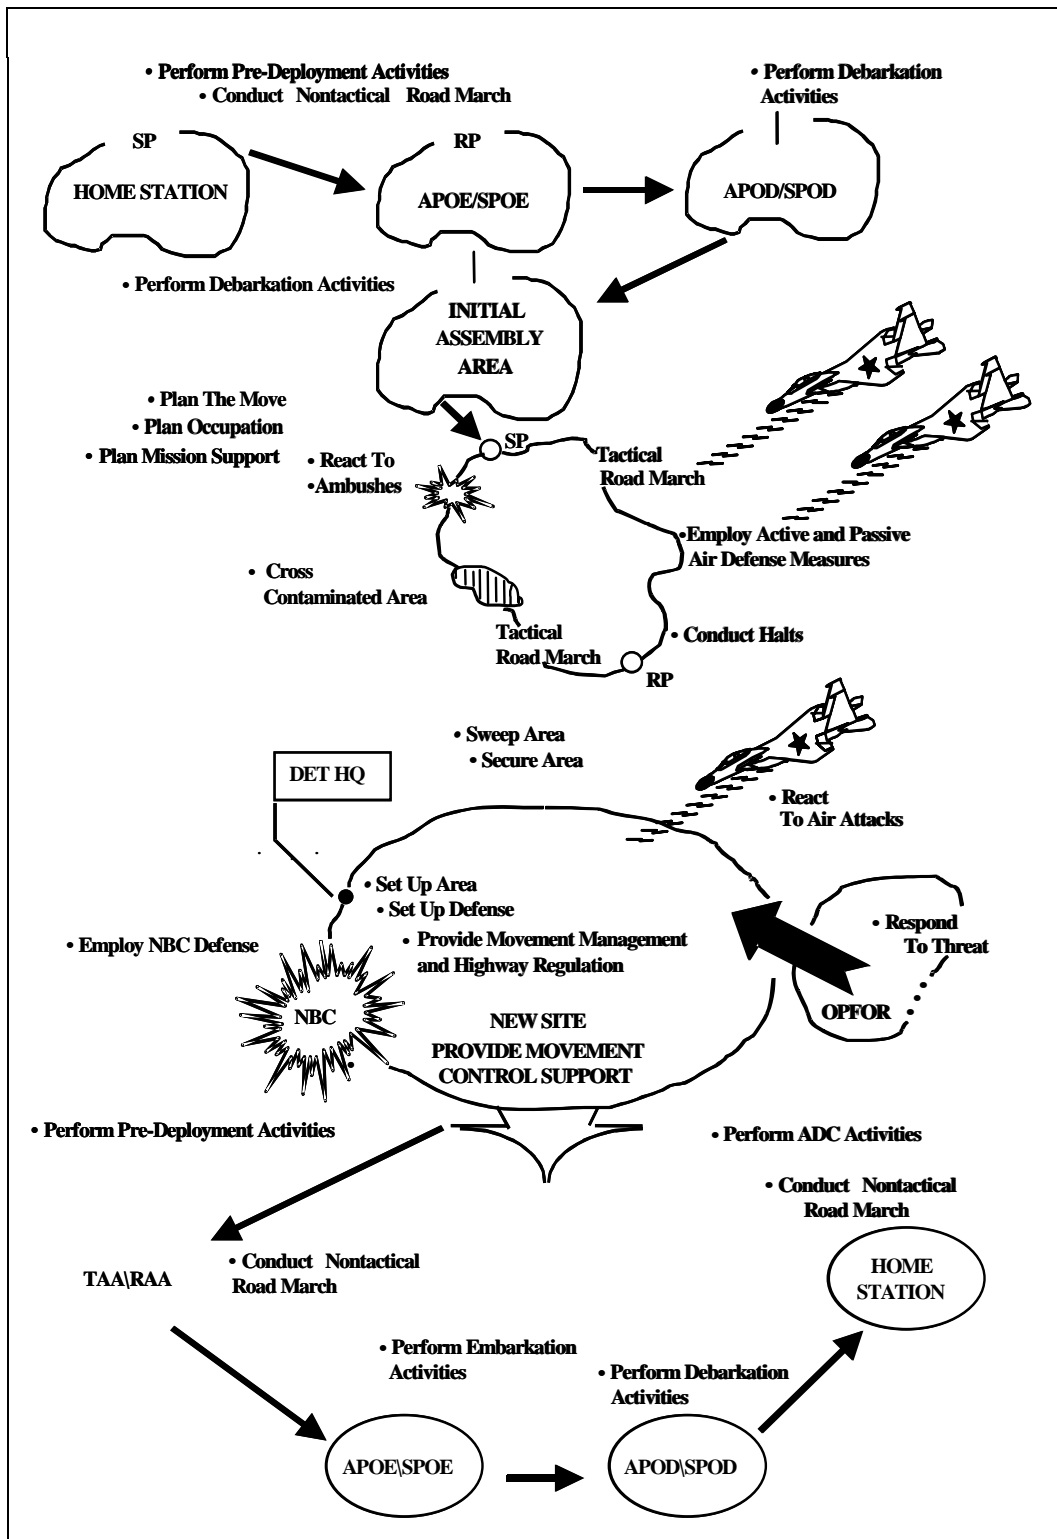 • Perform Pre-Deployment Activities
• Conduct Nontactical Road March
• Perform Debarkation
Activities
SP
HOME STATION
RP
APOE/SPOE
APOD/SPOD
• Perform Debarkation Activities
INITIAL
ASSEMBLY
AREA
• Plan The Move
• Plan Occupation
• Plan Mission Support
SP
• React To
•Ambushes
Tactical
Road March
•Employ Active and Passive
Air Defense Measures
• Cross
Contaminated Area
Tactical
Road March
• Conduct Halts
RP
• Sweep Area
• Secure Area
DET HQ
• React
To Air Attacks
• Set Up Area
• Set Up Defense
• Employ NBC Defense
• Provide Movement Management
and Highway Regulation
• Respond
To Threat
NBC
OPFOR
NEW SITE
PROVIDE MOVEMENT
CONTROL SUPPORT
• Perform Pre-Deployment Activities
• Perform ADC Activities
• Conduct Nontactical
Road March
TAA\RAA
• Conduct Nontactical
Road March
HOME
STATION
• Perform Embarkation
Activities
• Perform Debarkation
Activities
APOE\SPOE
APOD\SPOD